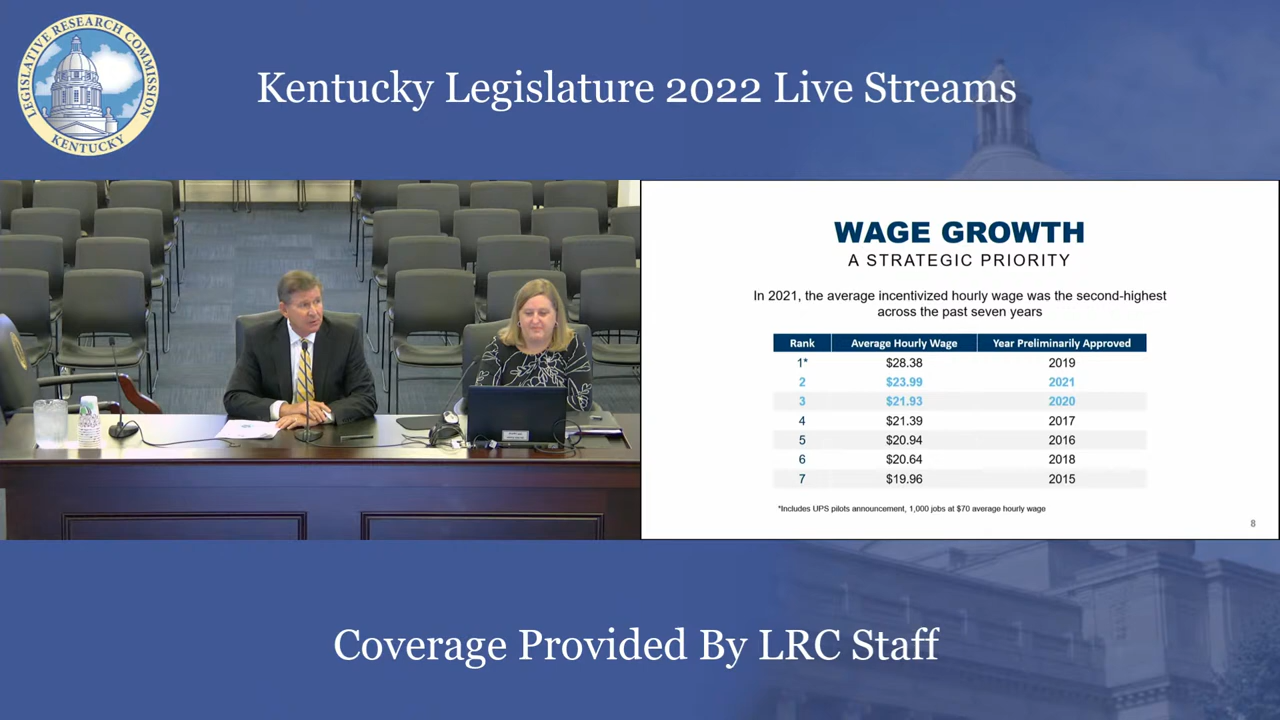 LEGISLATIVE RESEARCH COMMISSION
KENTUCKY
Kentucky Legislature 2022 Live Streams
WAGE GROWTH
A STRATEGIC PRIORITY
In 2021, the average incentivized hourly wage was the second-highest
across the past seven years
Rank Average Hourly Wage Year Preliminarily Approved
1* $28.38 2019
2 $23.99 2021
3 $21.93 2020
4 $21.39 2017
5 $20.94 2016
6 $20.64 2018
7 $19.96 2015
*Includes UPS pilots announcement, 1,000 jobs at $70 average hourly wage
8
Coverage Provided By LRC Staff